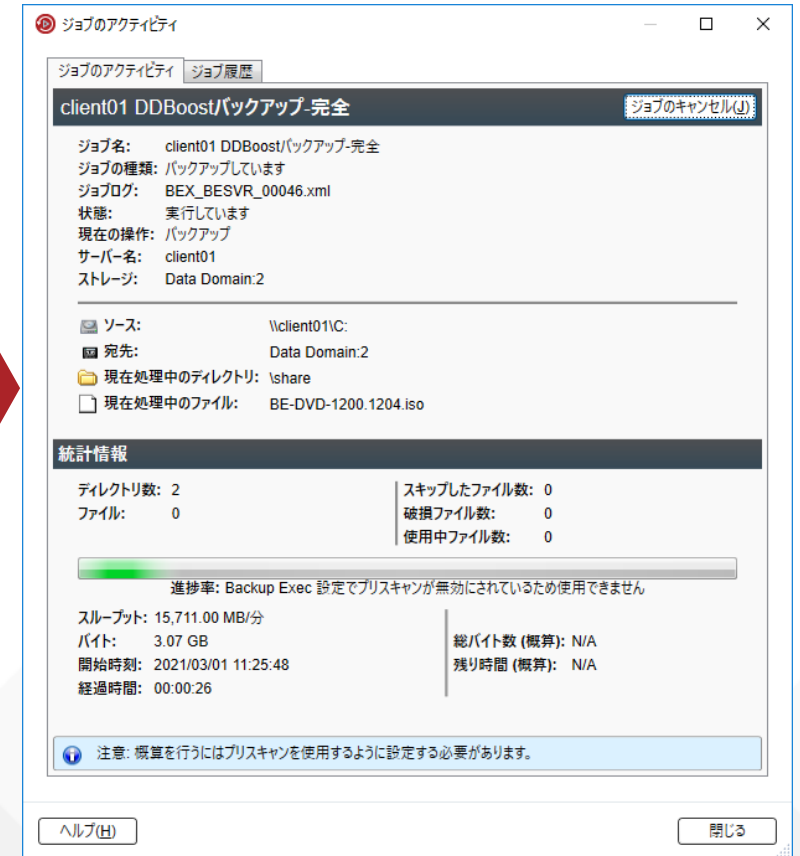 ジョブのアクティビティ
ジョブのアクティビティ ジョブ履歴
client01 DDBoostバックアップ-完全 ジョブのキャンセル(J)
ジョブ名: client01 DDBoostバックアップ-完全
ジョブの種類: バックアップしています
ジョブログ: BEX_BESVR_00046.xml
状態: 実行しています
現在の操作: バックアップ
サーバー名: client01
ストレージ: Data Domain:2
ソース: \\client01\C:
宛先: Data Domain:2
現在処理中のディレクトリ: \share
現在処理中のファイル: BE-DVD-1200.1204.iso
統計情報
ディレクトリ数: 2 スキップしたファイル数: 0
ファイル: 0 破損ファイル数: 0
使用中ファイル数: 0
進捗率: Backup Exec 設定でプリスキャンが無効にされているため使用できません
スループット: 15,711.00 MB/分
バイト: 3.07 GB 総バイト数 (概算): N/A
開始時刻: 2021/03/01 11:25:48 残り時間 (概算): N/A
経過時間: 00:00:26
注意: 概算を行うにはプリスキャンを使用するように設定する必要があります。
ヘルプ(H) 閉じる